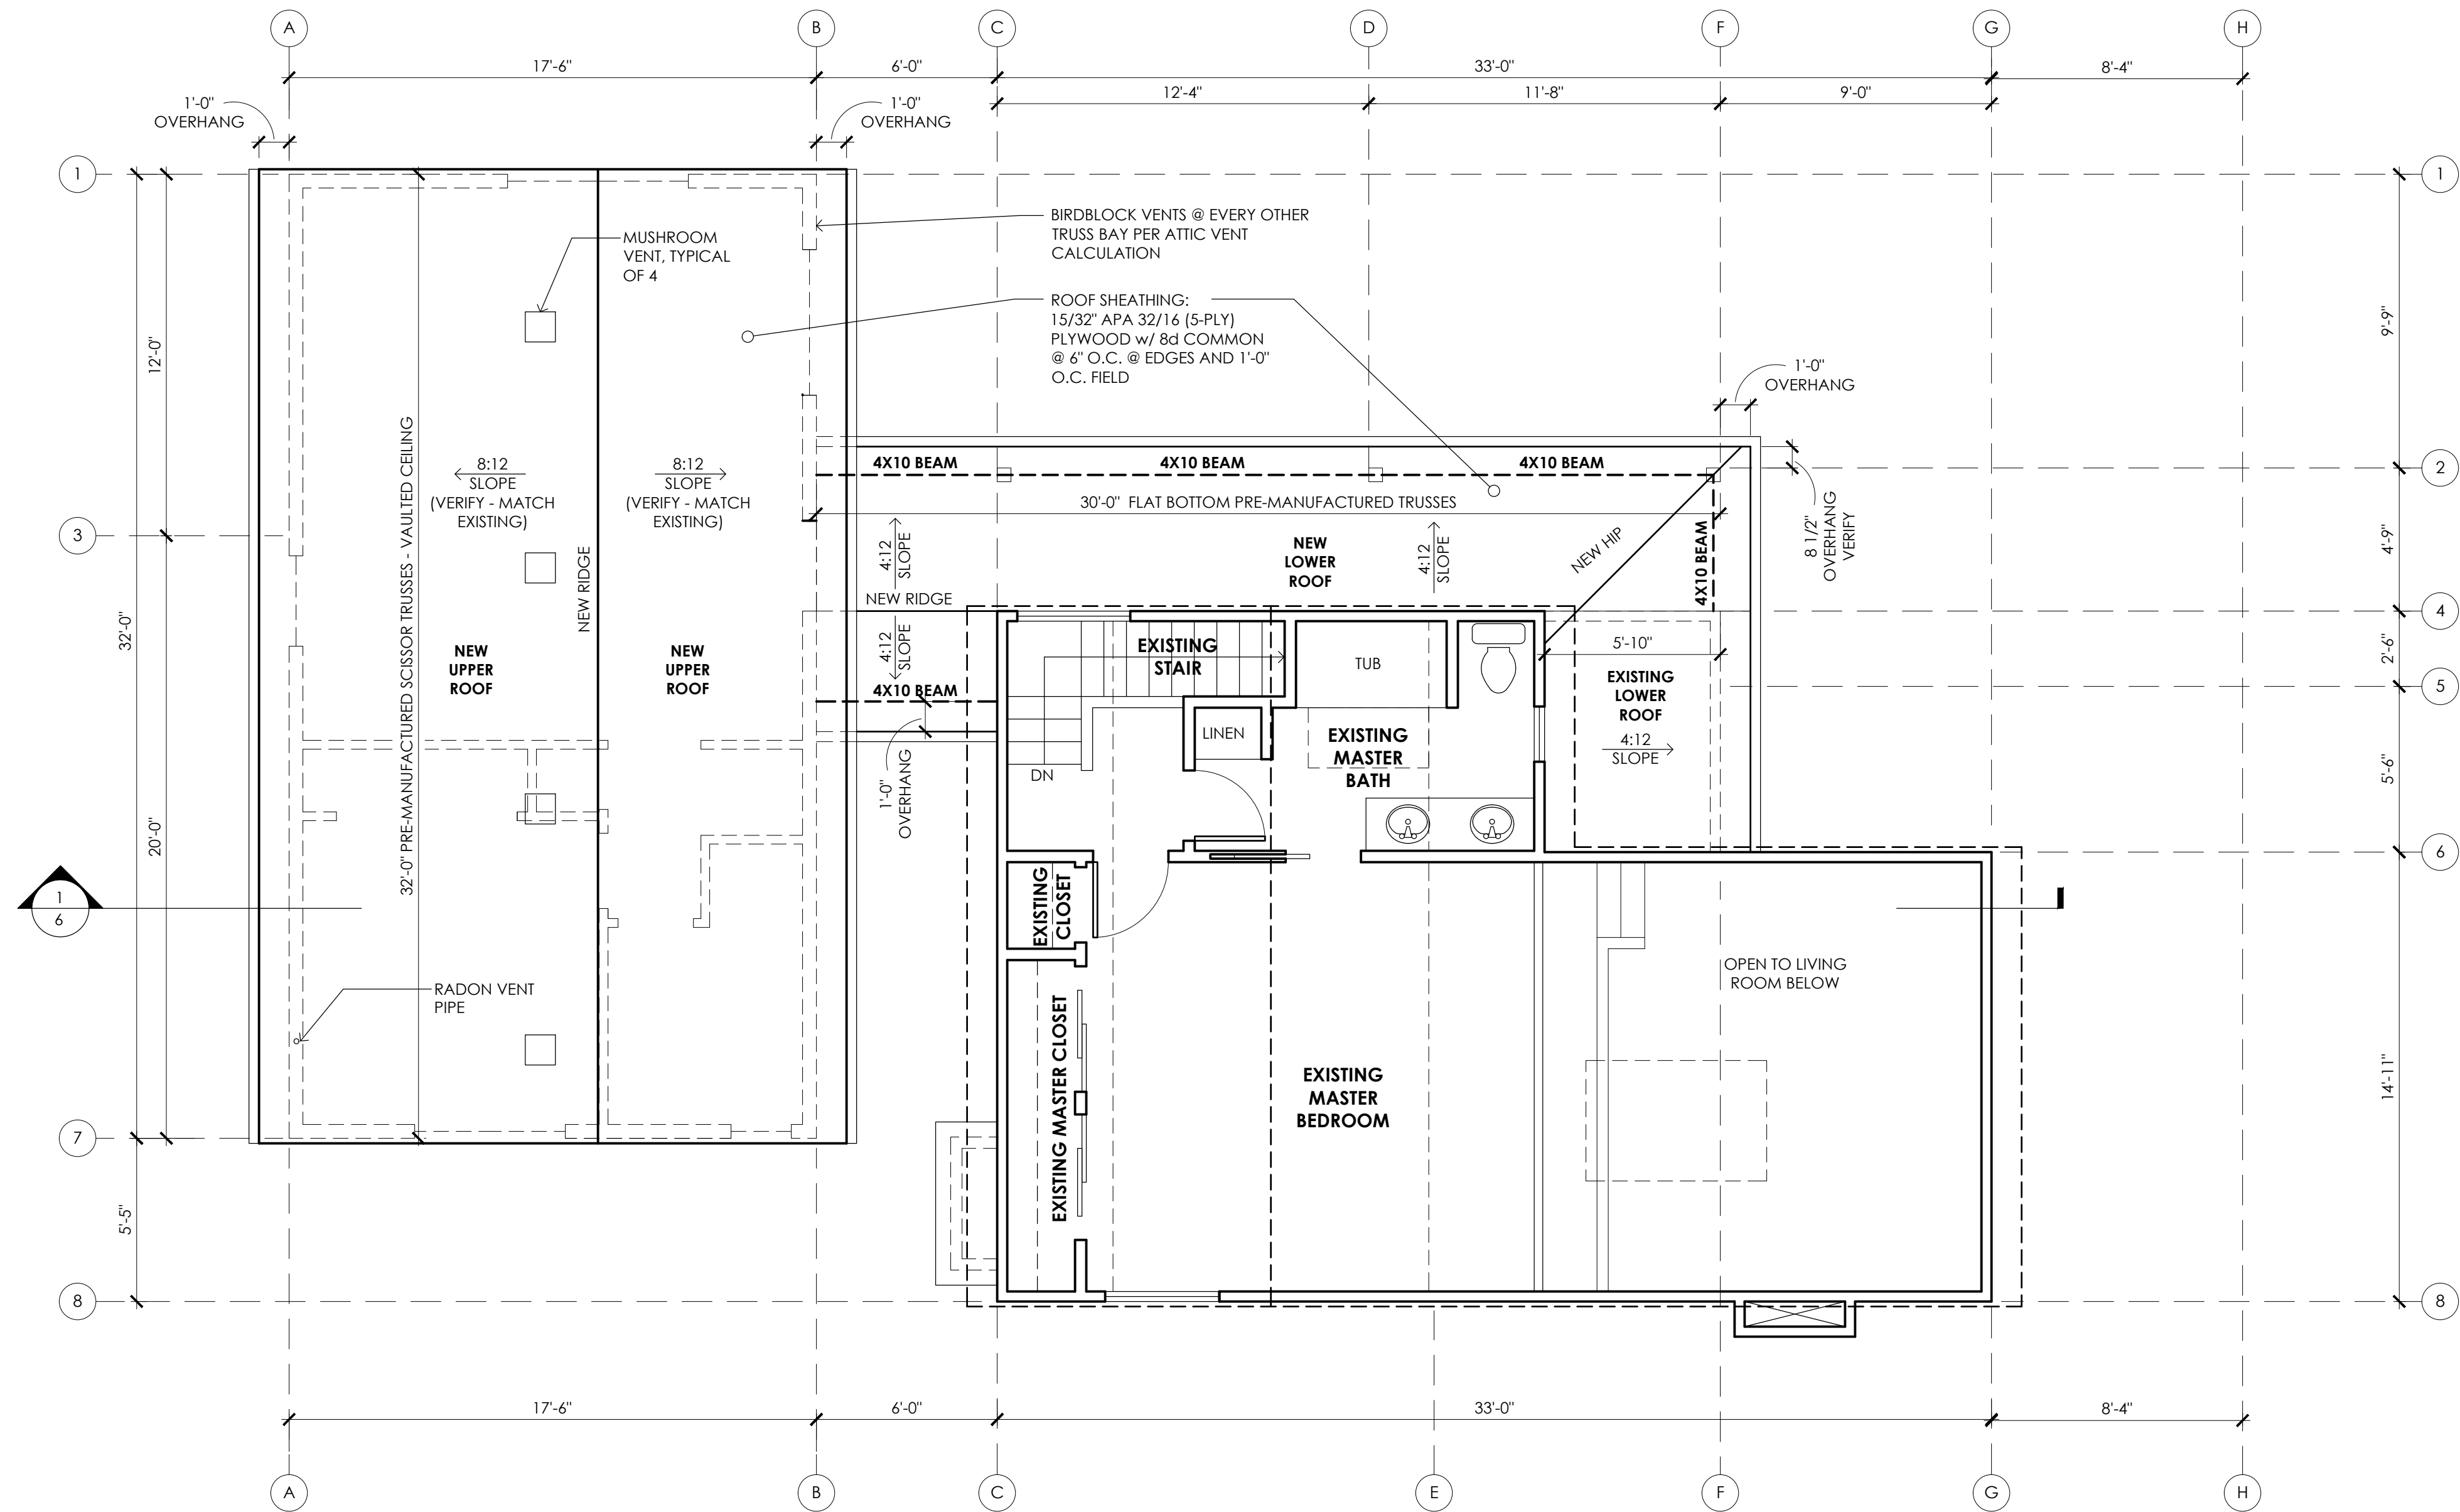 A
B
C
D
F
G
H
17'-6"
6'-0"
33'-0"
8'-4"
12'-4"
11'-8"
9'-0"
1'-0"
OVERHANG
1'-0"
OVERHANG
1
1
BIRDBLOCK VENTS @ EVERY OTHER
TRUSS BAY PER ATTIC VENT
CALCULATION
MUSHROOM
VENT, TYPICAL
OF 4
ROOF SHEATHING:
15/32" APA 32/16 (5-PLY)
PLYWOOD w/ 8d COMMON
@ 6" O.C. @ EDGES AND 1'-0"
O.C. FIELD
12'-0"
9'-9"
1'-0"
OVERHANG
8:12
SLOPE
(VERIFY - MATCH
EXISTING)
8:12
SLOPE
(VERIFY - MATCH
EXISTING)
4X10 BEAM
4X10 BEAM
4X10 BEAM
2
30'-0" FLAT BOTTOM PRE-MANUFACTURED TRUSSES
8 1/2"
OVERHANG
VERIFY
3
4:12
SLOPE
NEW
LOWER
ROOF
4:12
SLOPE
NEW HIP
4X10 BEAM
4'-9"
32'-0" PRE-MANUFACTURED SCISSOR TRUSSES - VAULTED CEILING
NEW RIDGE
NEW RIDGE
4
32'-0"
NEW
UPPER
ROOF
NEW
UPPER
ROOF
4:12
SLOPE
EXISTING
STAIR
TUB
5'-10"
2'-6"
4X10 BEAM
EXISTING
LOWER
ROOF
5
LINEN
EXISTING
MASTER
BATH
4:12
SLOPE
DN
1'-0"
OVERHANG
5'-6"
20'-0"
6
1
6
EXISTING
CLOSET
OPEN TO LIVING
ROOM BELOW
RADON VENT
PIPE
EXISTING MASTER CLOSET
EXISTING
MASTER
BEDROOM
14'-11"
7
5'-5"
8
8
17'-6"
6'-0"
33'-0"
8'-4"
A
B
C
E
F
G
H